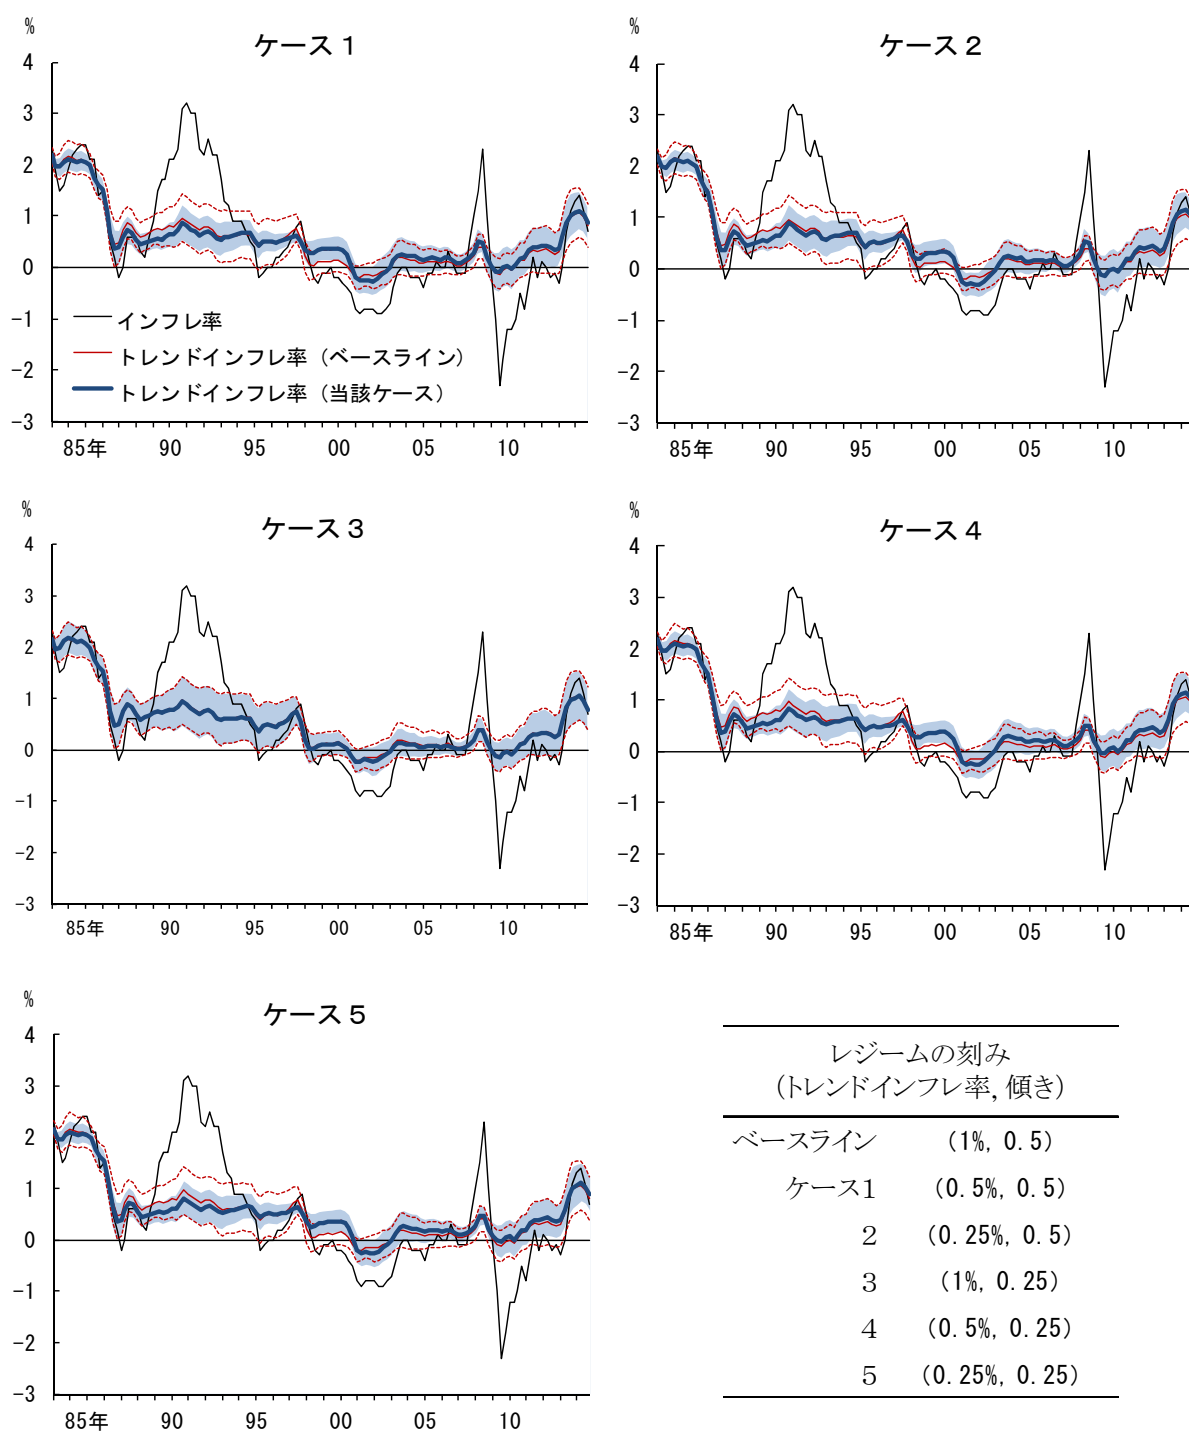 %
ケース１
4
3
2
1
0
−1
−2
−3
インフレ率
トレンドインフレ率（ベースライン）
トレンドインフレ率（当該ケース）
85年 90 95 00 05 10
%
ケース２
4
3
2
1
0
−1
−2
−3
85年 90 95 00 05 10
%
ケース３
4
3
2
1
0
−1
−2
−3
85年 90 95 00 05 10
%
ケース４
4
3
2
1
0
−1
−2
−3
85年 90 95 00 05 10
%
ケース５
4
3
2
1
0
−1
−2
−3
85年 90 95 00 05 10
レジームの刻み
（トレンドインフレ率, 傾き）
ベースライン （1%, 0.5）
ケース1 （0.5%, 0.5）
2 （0.25%, 0.5）
3 （1%, 0.25）
4 （0.5%, 0.25）
5 （0.25%, 0.25）